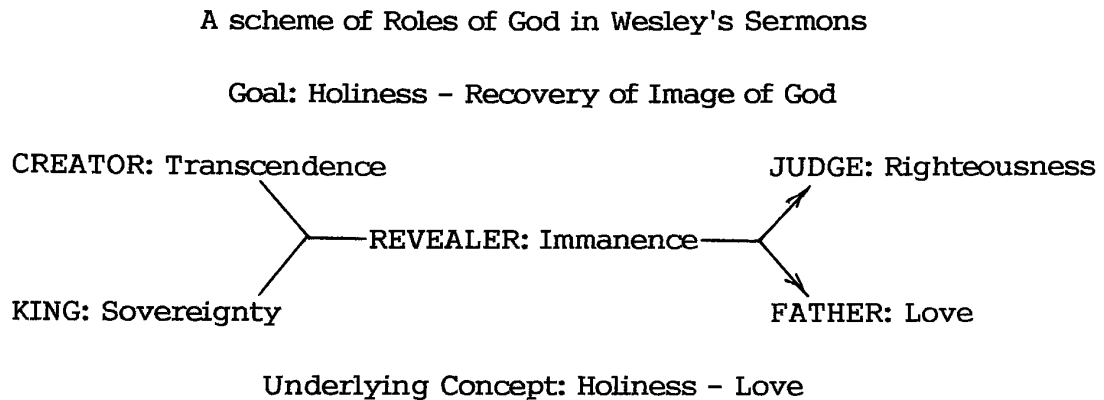 A scheme of Roles of God in Wesley's Sermons
Goal: Holiness - Recovery of Image of God
CREATOR: Transcendence
JUDGE: Righteousness
REVEALER: Immanence
KING: Sovereignty
FATHER: Love
Underlying Concept: Holiness - Love